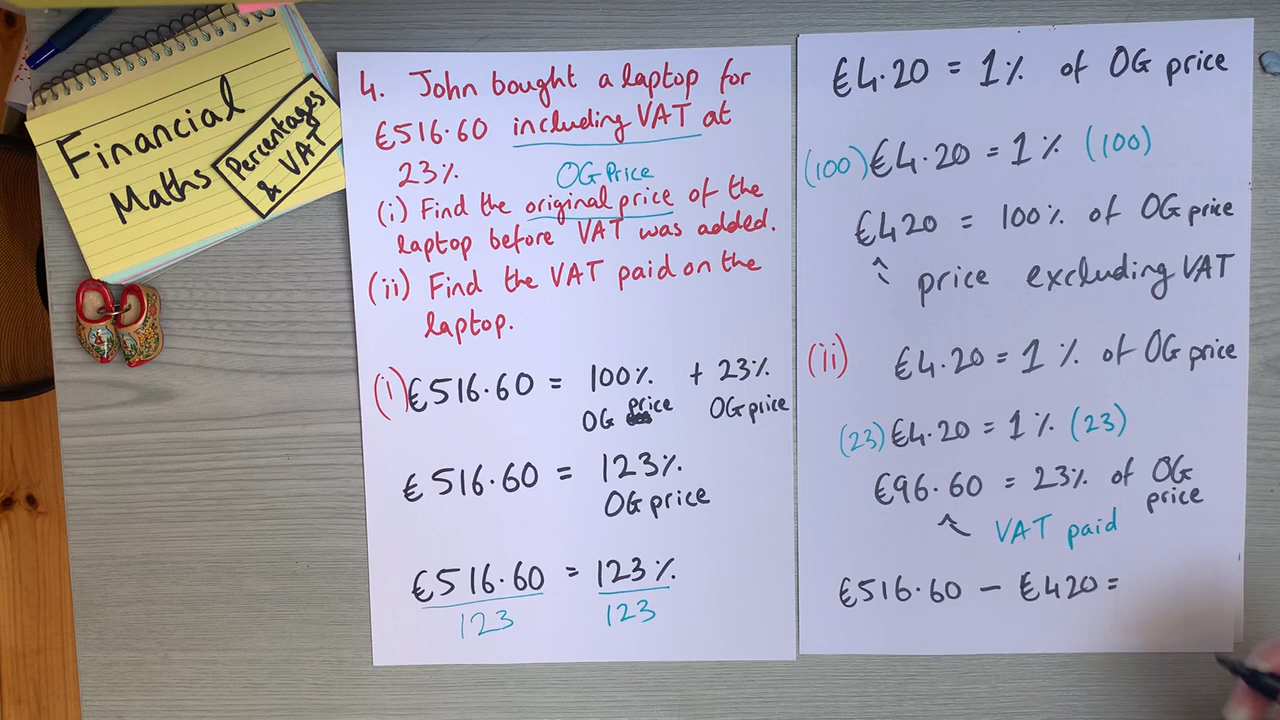 Financial
Maths
Percentages
& VAT
4. John bought a laptop for
€516.60 including VAT at
23%. OG Price
(i) Find the original price of the
laptop before VAT was added.
(ii) Find the VAT paid on the
laptop.
(i) €516.60 = 100% + 23%
OG price OG price
€516.60 = 123%
OG price
€516.60 = 123%
123 123
€4.20 = 1% of OG price
(100) €4.20 = 1% (100)
€420 = 100% of OG price
^ price excluding VAT
(ii) €4.20 = 1% of OG price
(23) €4.20 = 1% (23)
€96.60 = 23% of OG
price
^ VAT paid
€516.60 - €420 =